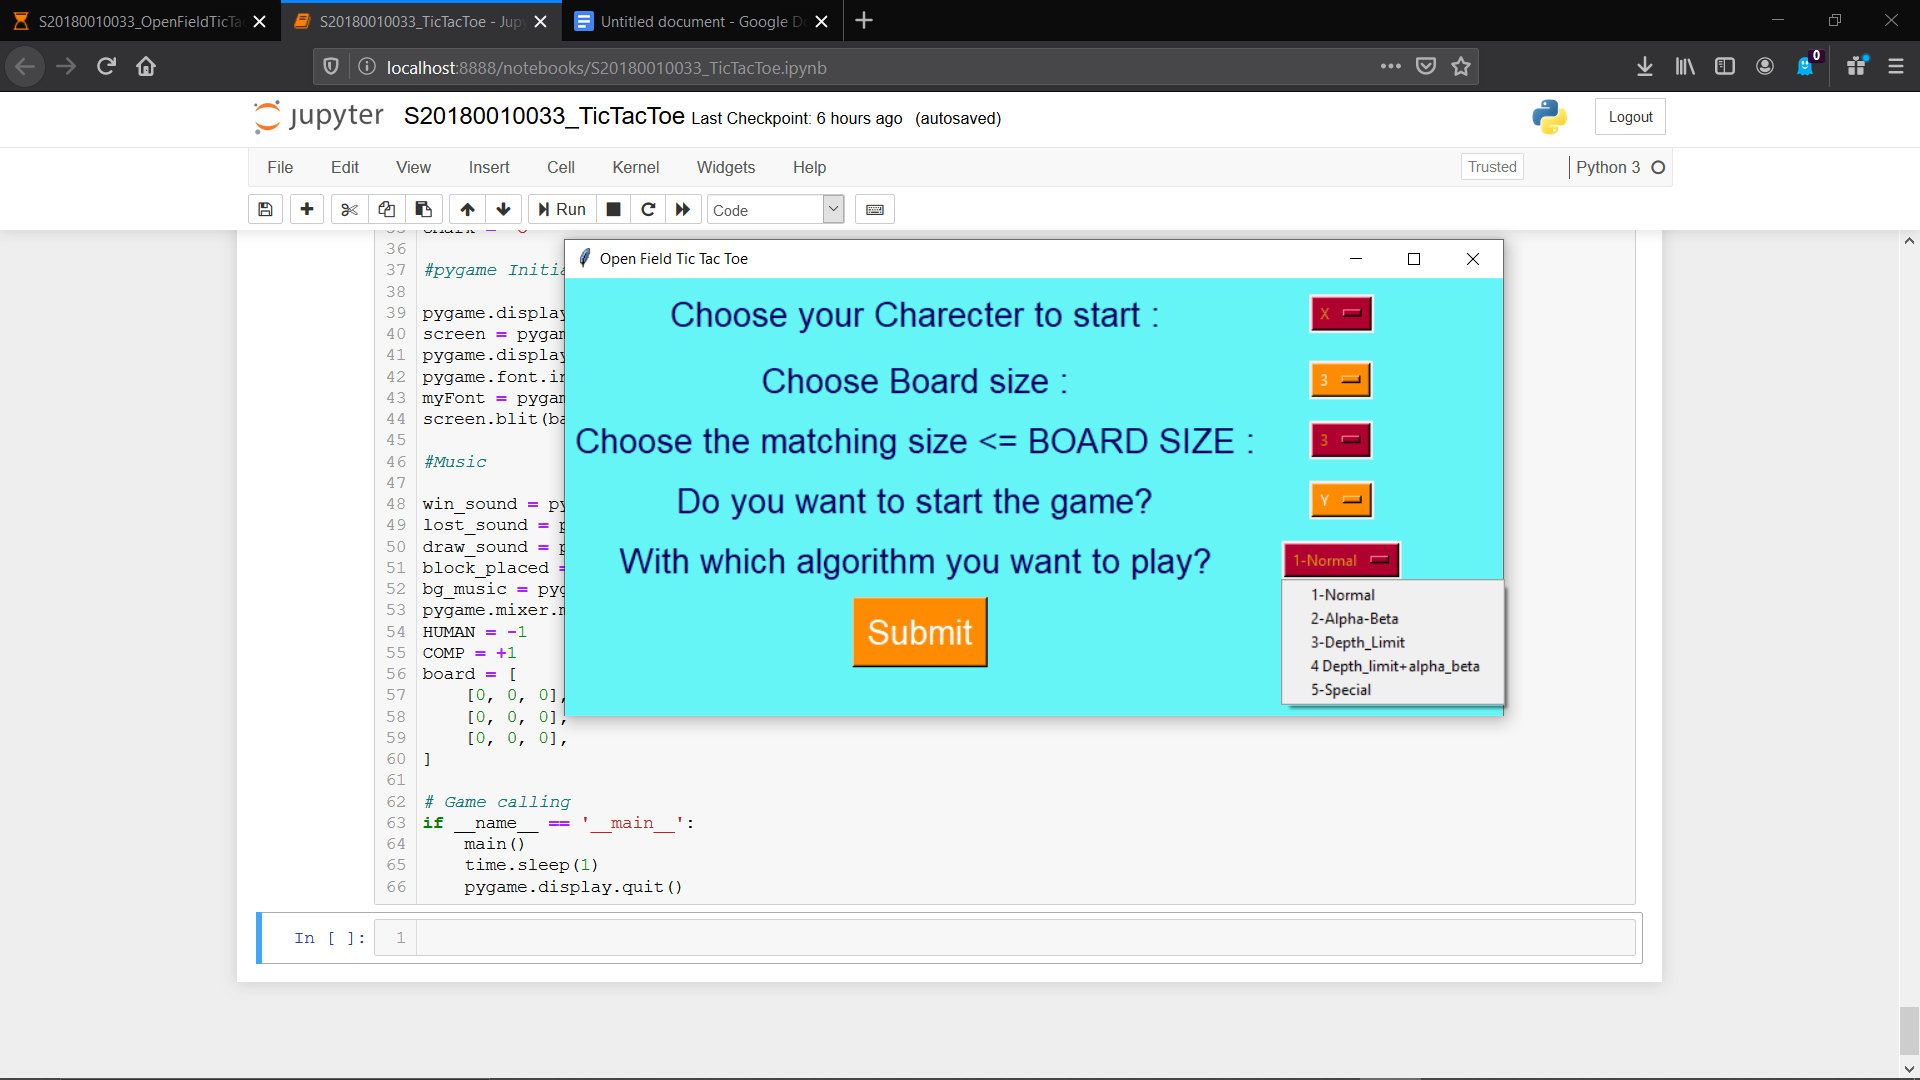 S20180010033_OpenFieldTicTa
S20180010033_TicTacToe - Jup
Untitled document - Google Do
localhost:8888/notebooks/S20180010033_TicTacToe.ipynb
0
jupyter S20180010033_TicTacToe Last Checkpoint: 6 hours ago (autosaved)
Logout
File Edit View Insert Cell Kernel Widgets Help
Trusted Python 3
Run Code
36
37 #pygame Initia
38
39 pygame.display
40 screen = pygam
41 pygame.display
42 pygame.font.in
43 myFont = pygam
44 screen.blit(ba
45
46 #Music
47
48 win_sound = py
49 lost_sound = p
50 draw_sound = p
51 block_placed =
52 bg_music = pyg
53 pygame.mixer.m
54 HUMAN = -1
55 COMP = +1
56 board = [
57 [0, 0, 0],
58 [0, 0, 0],
59 [0, 0, 0],
60 ]
61
62 # Game calling
63 if __name__ == '__main__':
64 main()
65 time.sleep(1)
66 pygame.display.quit()
In [ ]: 1
Open Field Tic Tac Toe
Choose your Charecter to start : X
Choose Board size : 3
Choose the matching size <= BOARD SIZE : 3
Do you want to start the game? Y
With which algorithm you want to play? 1-Normal
1-Normal
2-Alpha-Beta
3-Depth_Limit
4 Depth_limit+alpha_beta
5-Special
Submit